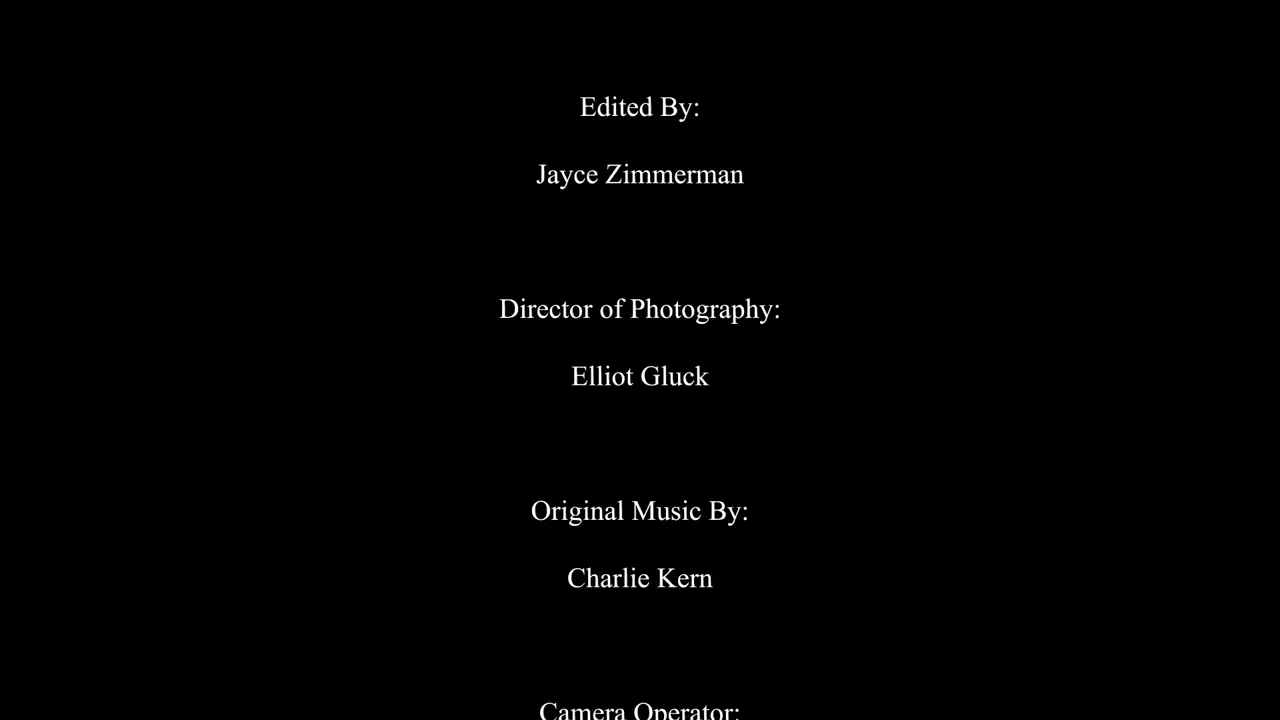 Edited By:
Jayce Zimmerman
Director of Photography:
Elliot Gluck
Original Music By:
Charlie Kern
Camera Operator: